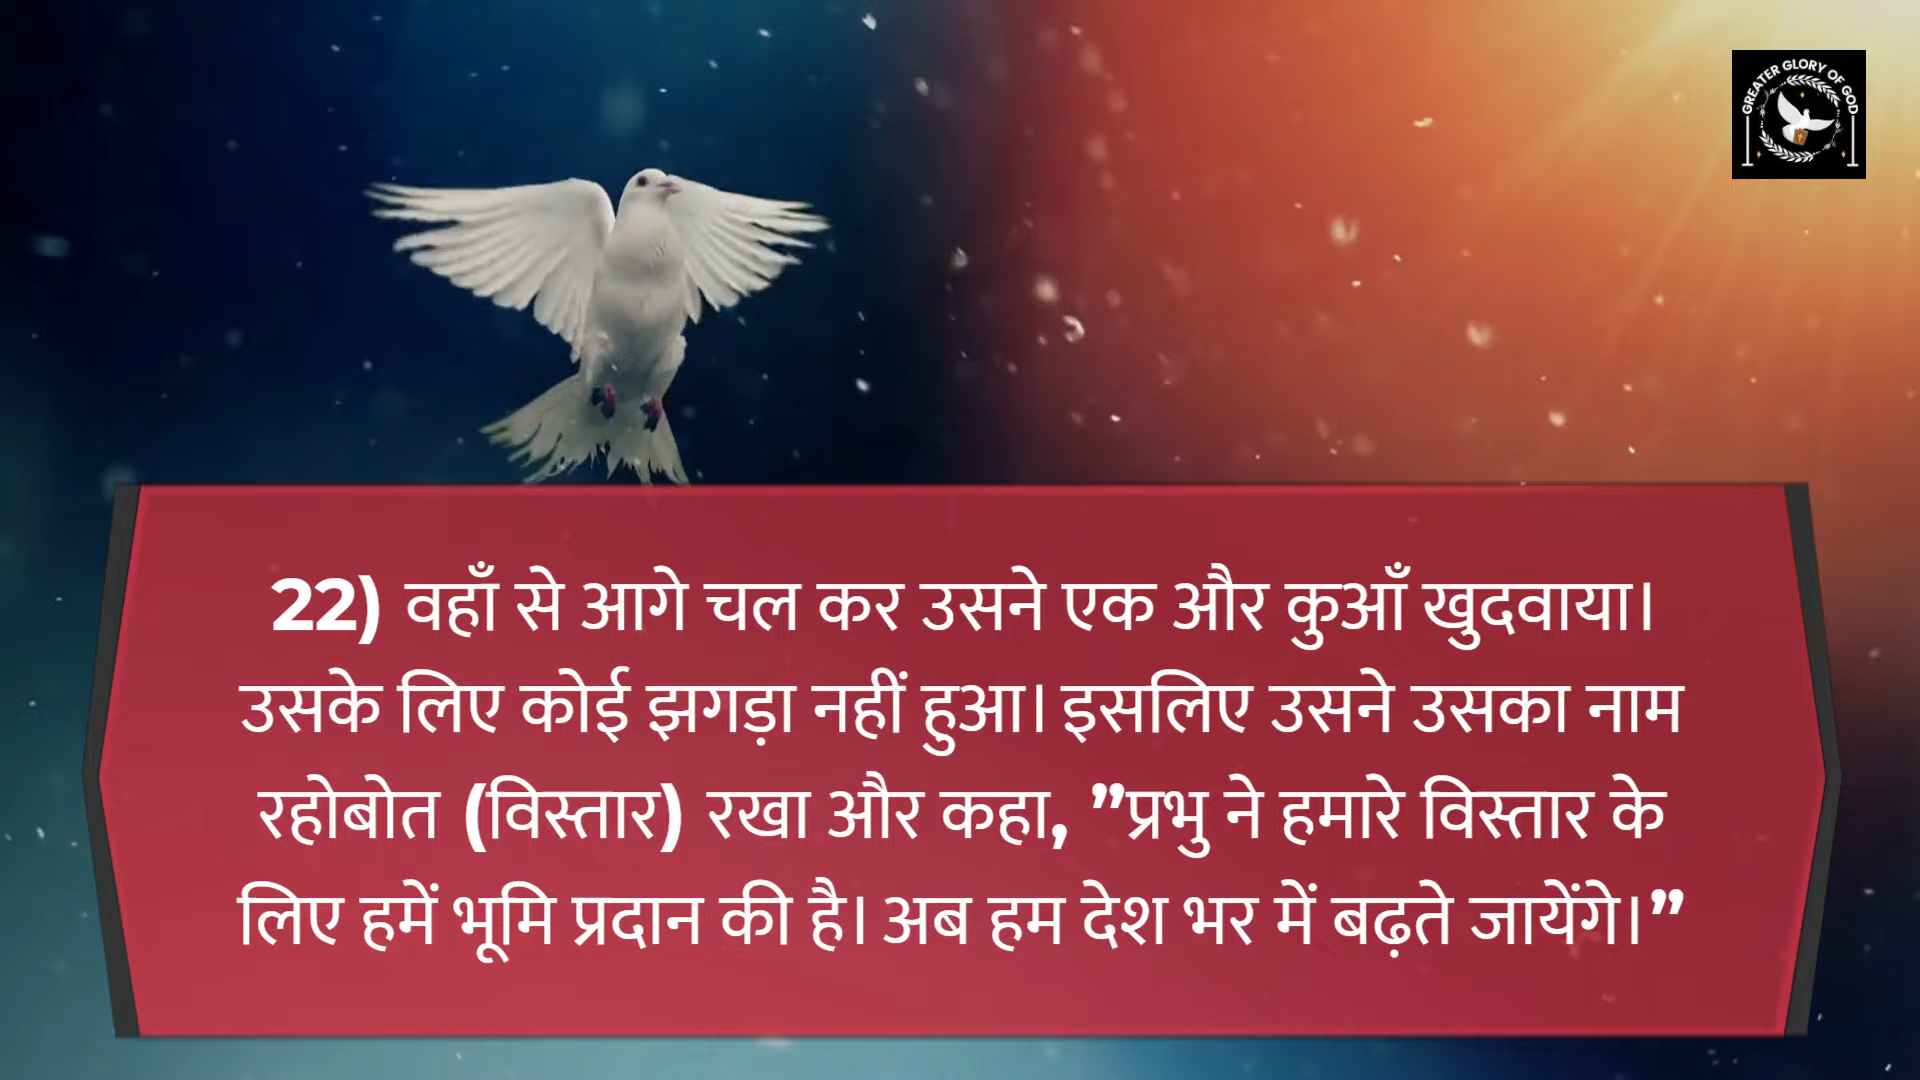 GREATER GLORY OF GOD
22) वहाँ से आगे चल कर उसने एक और कुआँ खुदवाया।
उसके लिए कोई झगड़ा नहीं हुआ। इसलिए उसने उसका नाम
रहोबोत (विस्तार) रखा और कहा, ”प्रभु ने हमारे विस्तार के
लिए हमें भूमि प्रदान की है। अब हम देश भर में बढ़ते जायेंगे।”